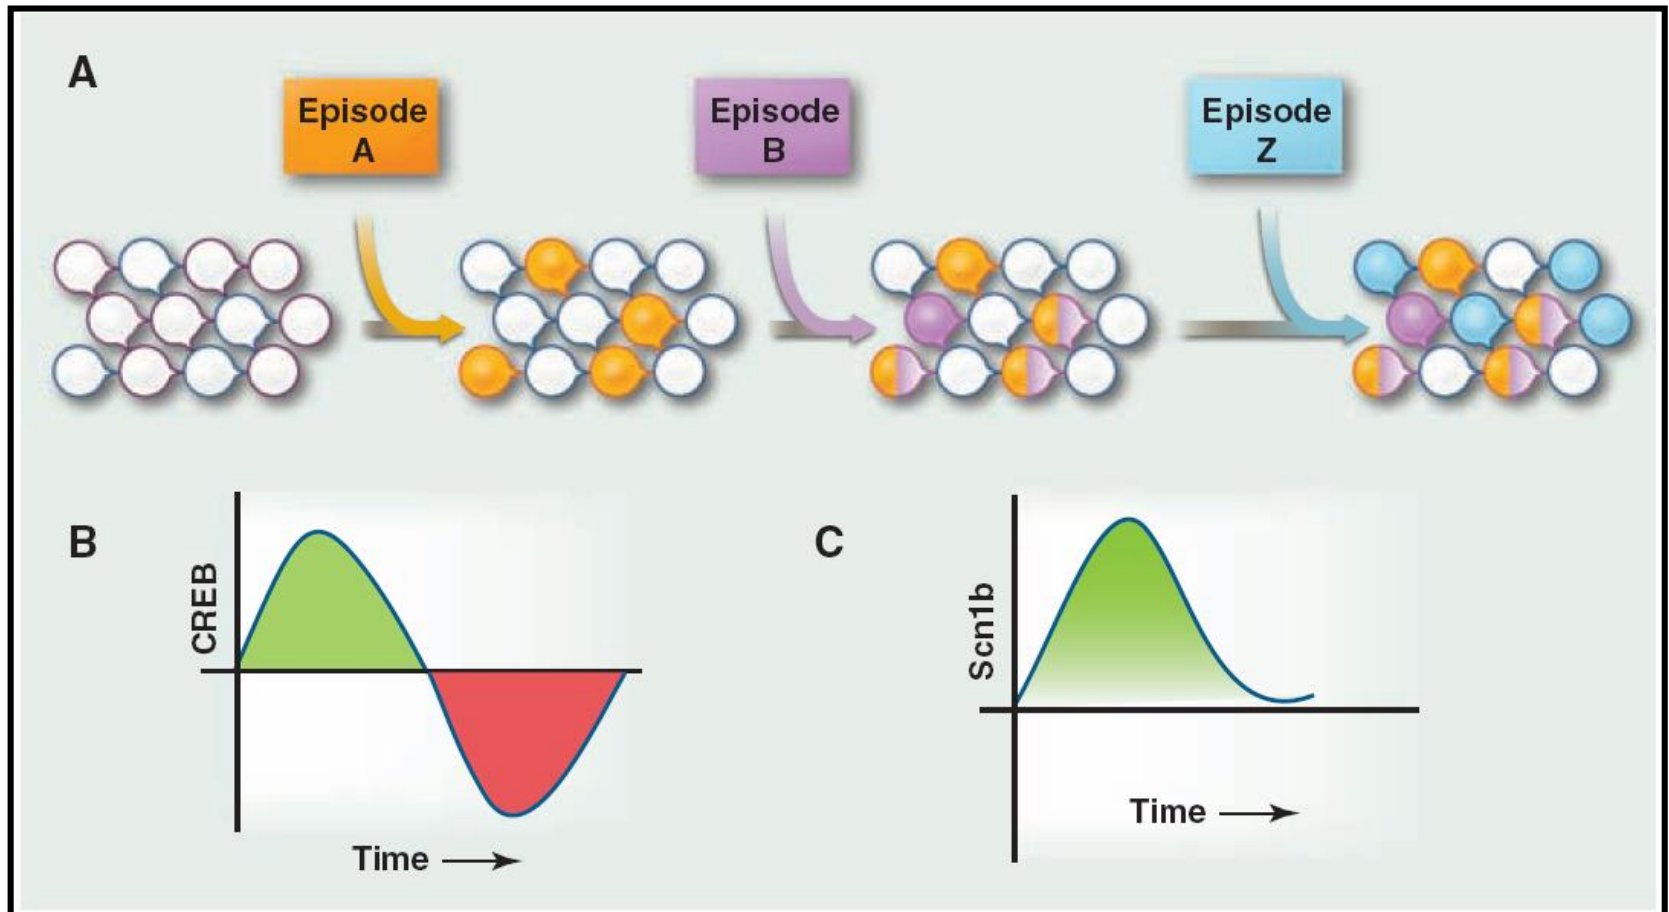 A
Episode
A
Episode
B
Episode
Z
B
CREB
Time
C
Scn1b
Time